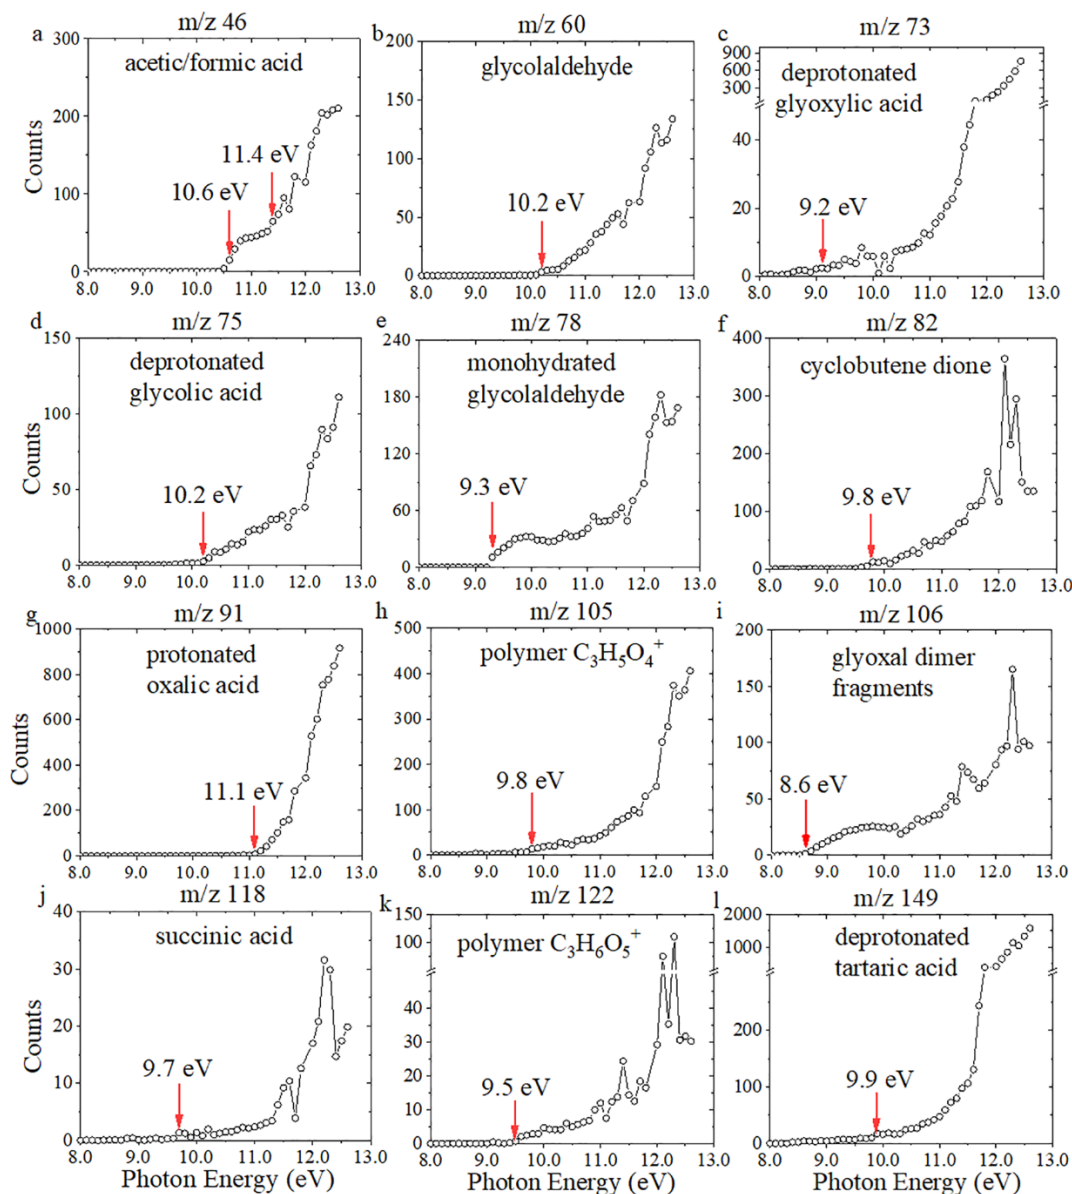 m/z 46
a
300
acetic/formic acid
200
11.4 eV
10.6 eV
100
0
Counts
8.0 9.0 10.0 11.0 12.0 13.0
m/z 60
b
200
glycolaldehyde
150
100
10.2 eV
50
0
8.0 9.0 10.0 11.0 12.0 13.0
m/z 73
c
900
750
600
450
300
deprotonated
glyoxylic acid
40
9.2 eV
20
0
8.0 9.0 10.0 11.0 12.0 13.0
m/z 75
d
150
deprotonated
glycolic acid
100
10.2 eV
50
0
Counts
8.0 9.0 10.0 11.0 12.0 13.0
m/z 78
e
240
monohydrated
glycolaldehyde
180
120
9.3 eV
60
0
8.0 9.0 10.0 11.0 12.0 13.0
m/z 82
f
400
cyclobutene dione
300
200
9.8 eV
100
0
8.0 9.0 10.0 11.0 12.0 13.0
m/z 91
g
1000
protonated
oxalic acid
800
600
400
11.1 eV
200
0
Counts
8.0 9.0 10.0 11.0 12.0 13.0
m/z 105
h
500
polymer C₃H₅O₄⁺
400
300
200
9.8 eV
100
0
8.0 9.0 10.0 11.0 12.0 13.0
m/z 106
i
200
glyoxal dimer
fragments
150
100
8.6 eV
50
0
8.0 9.0 10.0 11.0 12.0 13.0
m/z 118
j
40
succinic acid
30
20
9.7 eV
10
0
Counts
8.0 9.0 10.0 11.0 12.0 13.0
Photon Energy (eV)
m/z 122
k
150
100
50
polymer C₃H₆O₅⁺
40
30
20
9.5 eV
10
0
8.0 9.0 10.0 11.0 12.0 13.0
Photon Energy (eV)
m/z 149
l
2000
1000
deprotonated
tartaric acid
200
150
100
9.9 eV
50
0
8.0 9.0 10.0 11.0 12.0 13.0
Photon Energy (eV)